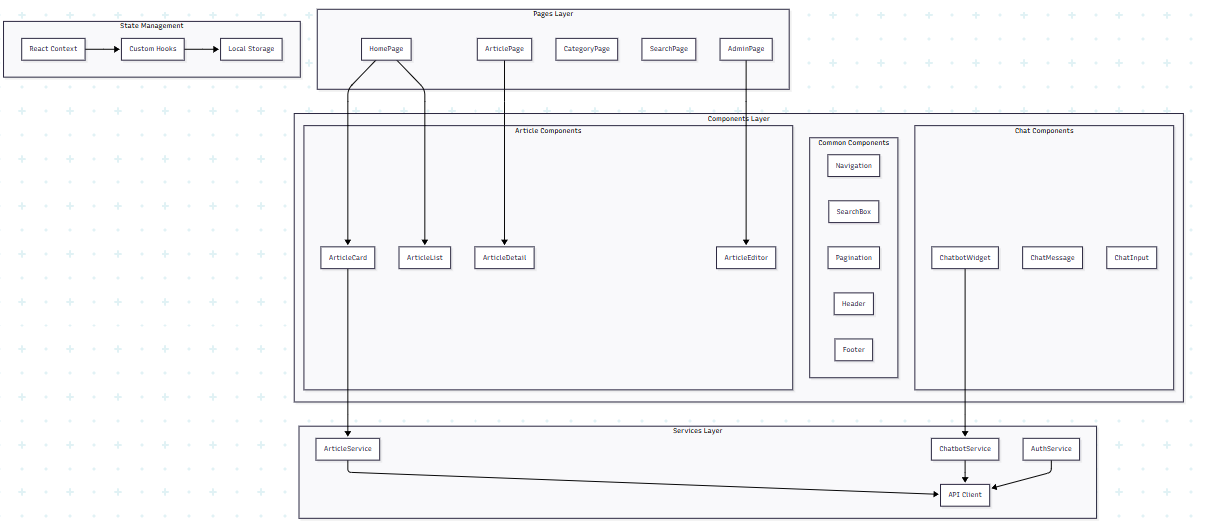 State Management
React Context
Custom Hooks
Local Storage
Pages Layer
HomePage
ArticlePage
CategoryPage
SearchPage
AdminPage
Components Layer
Article Components
ArticleCard
ArticleList
ArticleDetail
ArticleEditor
Common Components
Navigation
SearchBox
Pagination
Header
Footer
Chat Components
ChatbotWidget
ChatMessage
ChatInput
Services Layer
ArticleService
ChatbotService
AuthService
API Client